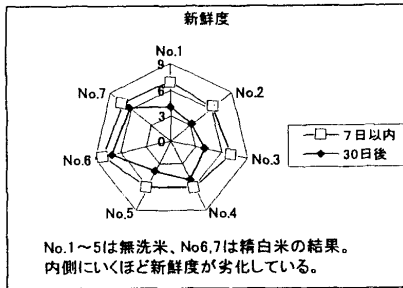 新鮮度
No.1
9
No.7
6
No.2
3
0
No.6
No.3
No.5
No.4
7日以内
30日後
No.1～5は無洗米、No6,7は精白米の結果。
内側にいくほど新鮮度が劣化している。